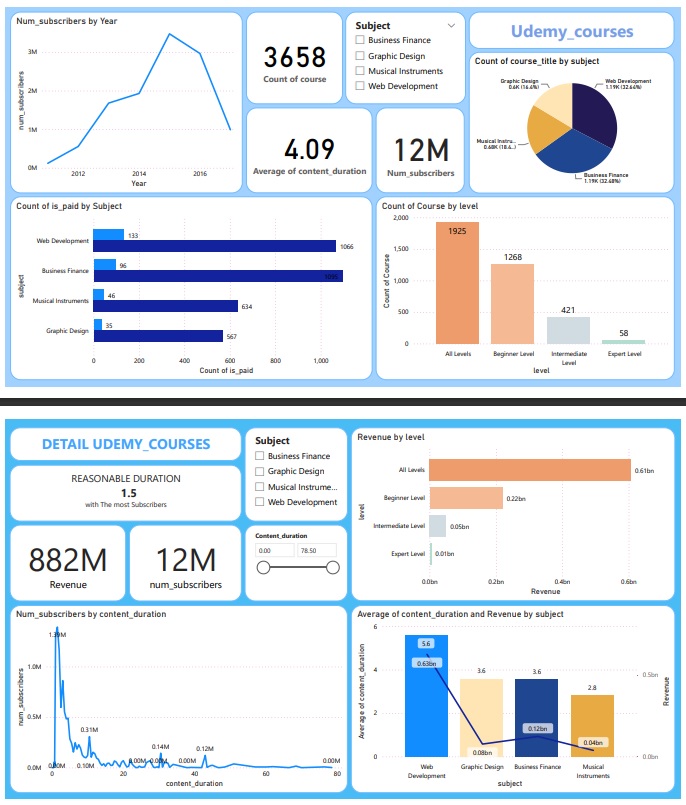 Num_subscribers by Year
3M
2M
1M
0M
2012
2014
2016
num_subscribers
Year
3658
Count of course
Subject
Business Finance
Graphic Design
Musical Instruments
Web Development
4.09
Average of content_duration
12M
Num_subscribers
Udemy_courses
Count of course_title by subject
Graphic Design
0.6K (16.6%)
Web Development
1.19K (32.66%)
Musical Instru...
0.68K (18.6...)
Business Finance
1.19K (32.68%)
Count of is_paid by Subject
Web Development
133
1066
Business Finance
96
Musical Instruments
46
634
Graphic Design
35
567
0
200
400
600
800
1,000
subject
Count of is_paid
Count of Course by level
2,000
1,500
1,000
500
0
1925
1268
421
58
All Levels
Beginner Level
Intermediate
Level
Expert Level
Count of Course
level
DETAIL UDEMY_COURSES
REASONABLE DURATION
1.5
with The most Subscribers
Subject
Business Finance
Graphic Design
Musical Instrume...
Web Development
882M
Revenue
12M
num_subscribers
Content_duration
0.00
78.50
Revenue by level
All Levels
0.61bn
Beginner Level
0.22bn
Intermediate Level
0.05bn
Expert Level
0.01bn
0.0bn
0.2bn
0.4bn
0.6bn
level
Revenue
Num_subscribers by content_duration
1.0M
0.5M
0.0M
0.31M
0.10M
0.14M
0.00M
0.12M
0.00M
0
20
40
60
80
num_subscribers
content_duration
Average of content_duration and Revenue by subject
6
4
2
0
5.6
0.63bn
3.6
0.08bn
3.6
0.12bn
2.8
0.04bn
0.5bn
0.0bn
Web
Development
Graphic Design
Business Finance
Musical
Instruments
Average of content_duration
Revenue
subject